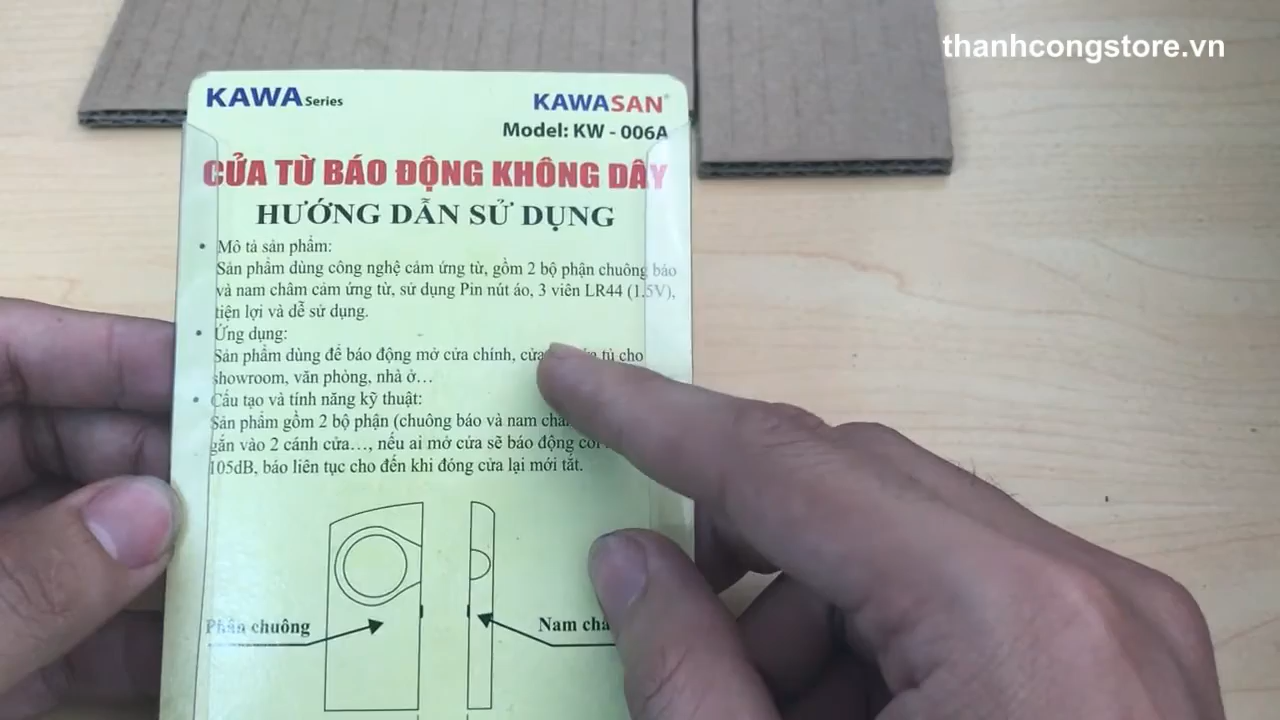 thanhcongstore.vn
KAWA Series
KAWASAN®
Model: KW - 006A
CỬA TỪ BÁO ĐỘNG KHÔNG DÂY
HƯỚNG DẪN SỬ DỤNG
• Mô tả sản phẩm:
Sản phẩm dùng công nghệ cảm ứng từ, gồm 2 bộ phận chuông báo
và nam châm cảm ứng từ, sử dụng Pin nút áo, 3 viên LR44 (1.5V),
tiện lợi và dễ sử dụng.
• Ứng dụng:
Sản phẩm dùng để báo động mở cửa chính, cửa tủ cho
showroom, văn phòng, nhà ở…
• Cấu tạo và tính năng kỹ thuật:
Sản phẩm gồm 2 bộ phận (chuông báo và nam
gắn vào 2 cánh cửa…, nếu ai mở cửa sẽ báo động
105dB, báo liên tục cho đến khi đóng cửa lại mới tắt.
Phần chuông
Nam